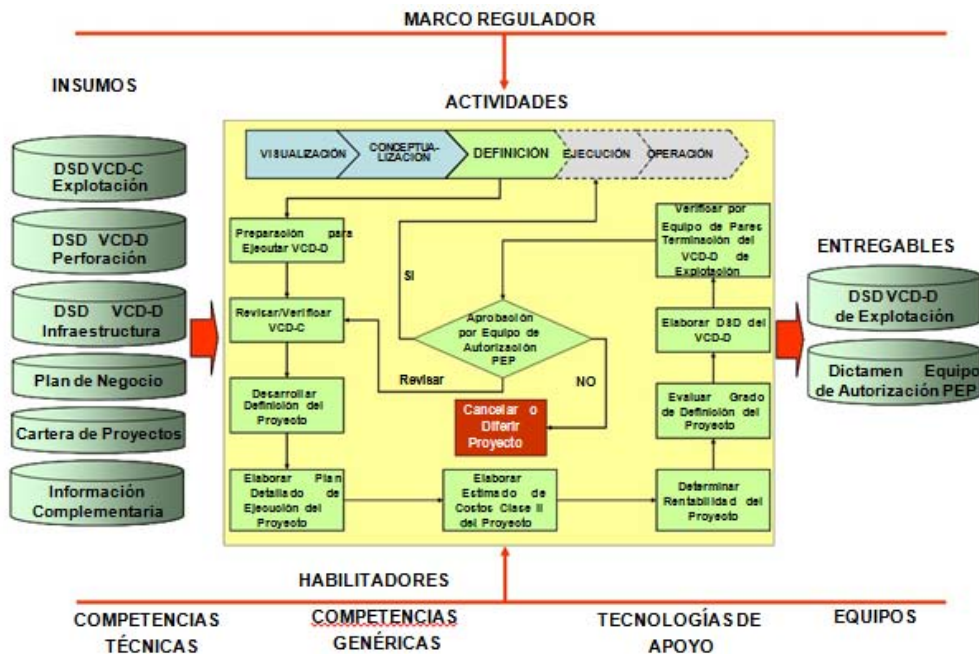 MARCO REGULADOR
INSUMOS
DSD VCD-C
Explotación
DSD VCD-D
Perforación
DSD VCD-D
Infraestructura
Plan de Negocio
Cartera de Proyectos
Información
Complementaria
ACTIVIDADES
VISUALIZACIÓN
CONCEPTUA-
LIZACIÓN
DEFINICIÓN
EJECUCIÓN
OPERACIÓN
Preparación para
Ejecutar VCD-D
Revisar/Verificar
VCD-C
Desarrollar
Definición del
Proyecto
Elaborar Plan
Detallado de
Ejecución del
Proyecto
Elaborar
Estimado de
Costos Clase II
del Proyecto
Determinar
Rentabilidad del
Proyecto
Evaluar Grado
de Definición del
Proyecto
Elaborar DSD del
VCD-D
Verificar por
Equipo de Pares
Terminación del
VCD-D de
Explotación
Aprobación
por Equipo de
Autorización
PEP
SI
Revisar
NO
Cancelar o
Diferir
Proyecto
ENTREGABLES
DSD VCD-D
de Explotación
Dictamen Equipo
de Autorización PEP
HABILITADORES
COMPETENCIAS
TÉCNICAS
COMPETENCIAS
GENÉRICAS
TECNOLOGÍAS DE
APOYO
EQUIPOS